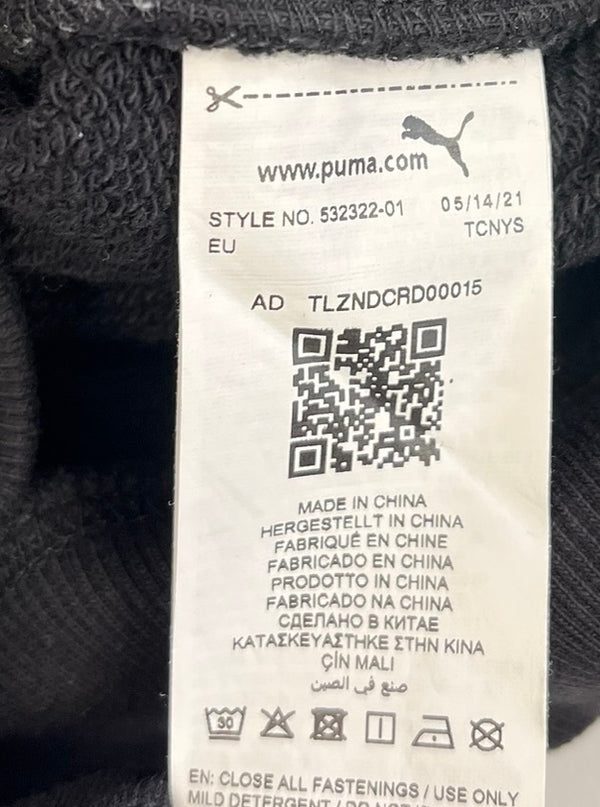 www.puma.com
STYLE NO. 532322-01 05/14/21
EU TCNYS
AD TLZNDCRD00015
MADE IN CHINA
HERGESTELLT IN CHINA
FABRIQUÉ EN CHINE
FABRICADO EN CHINA
PRODOTTO IN CHINA
FABRICADO NA CHINA
СДЕЛАНО В КИТАЕ
ΚΑΤΑΣΚΕΥΑΣΤΗΚΕ ΣΤΗΝ ΚΙΝΑ
ÇİN MALI
صنع في الصين
30
EN: CLOSE ALL FASTENINGS / USE ONLY
MILD DETERGENT / DO NOT